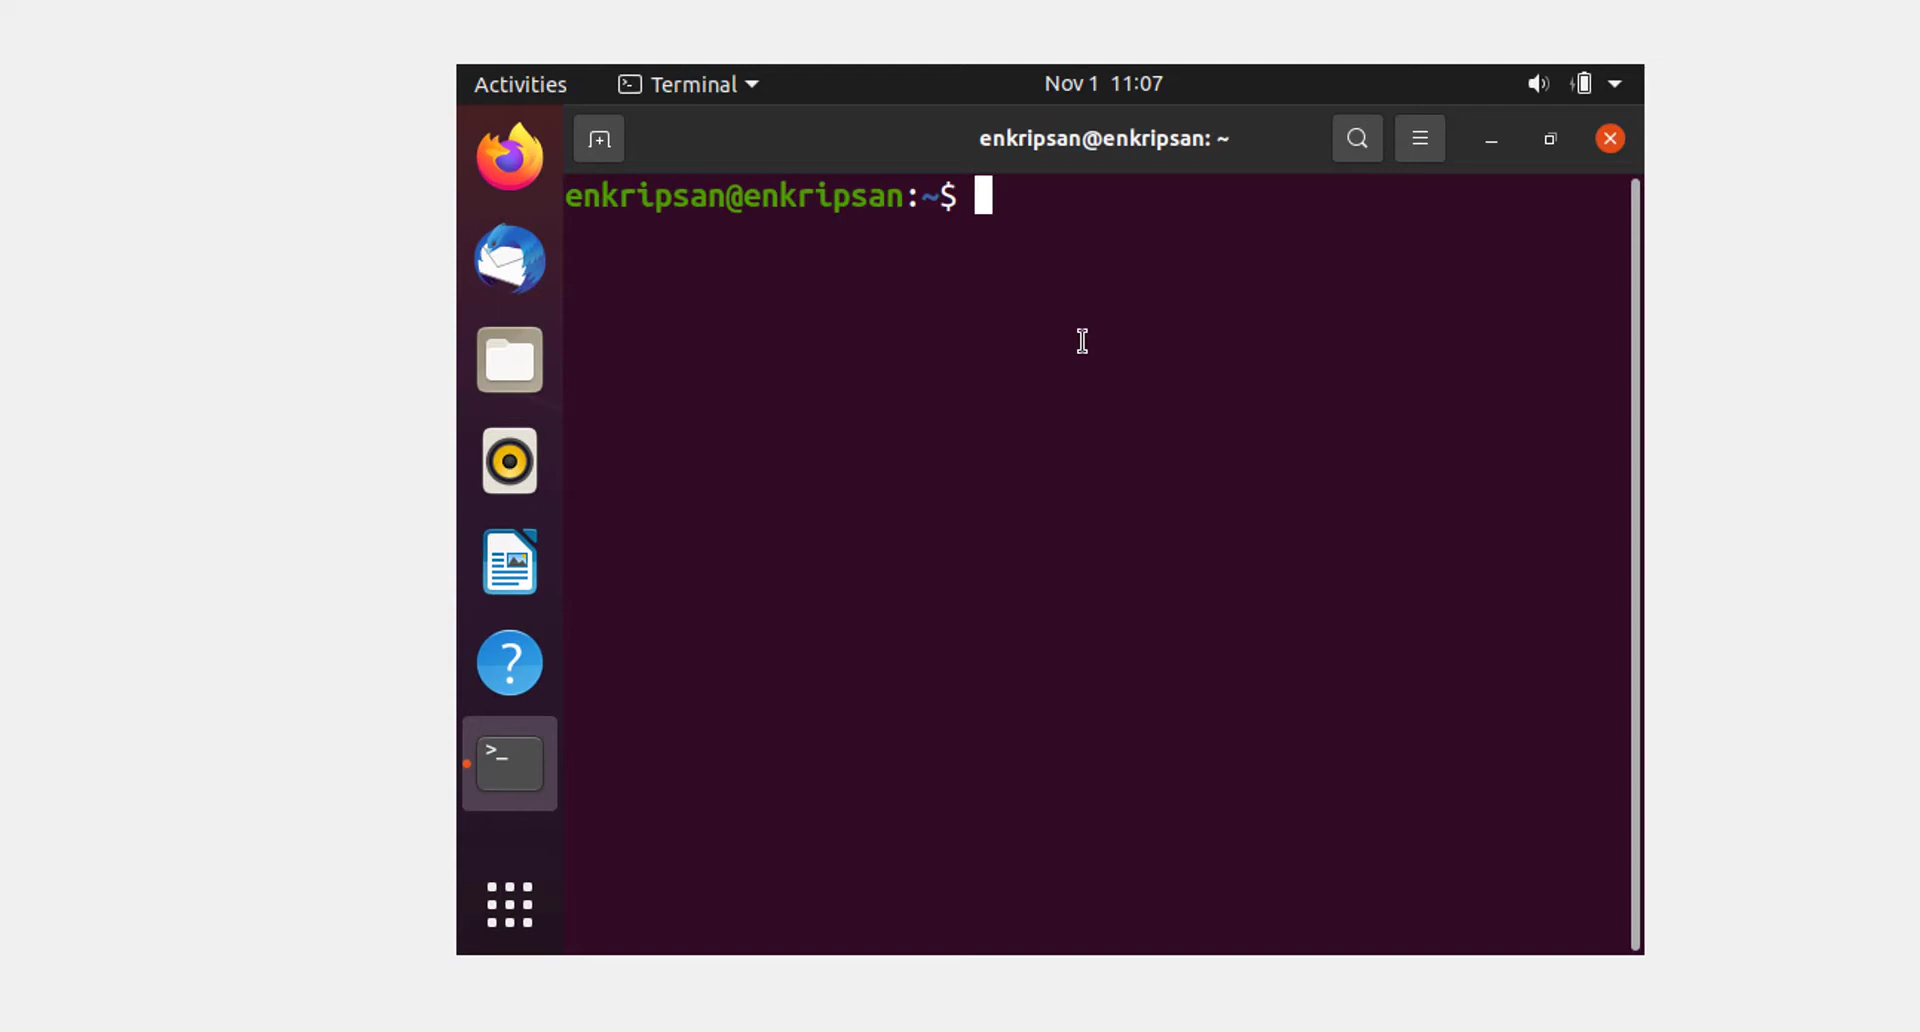 Activities Terminal Nov 1 11:07
enkripsan@enkripsan: ~
enkripsan@enkripsan:~$
?
>_